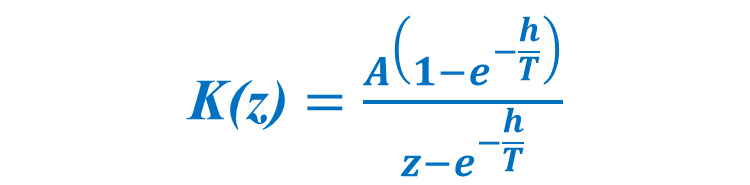 K(z) = A(1−e^{−h/T}) / z−e^{−h/T}